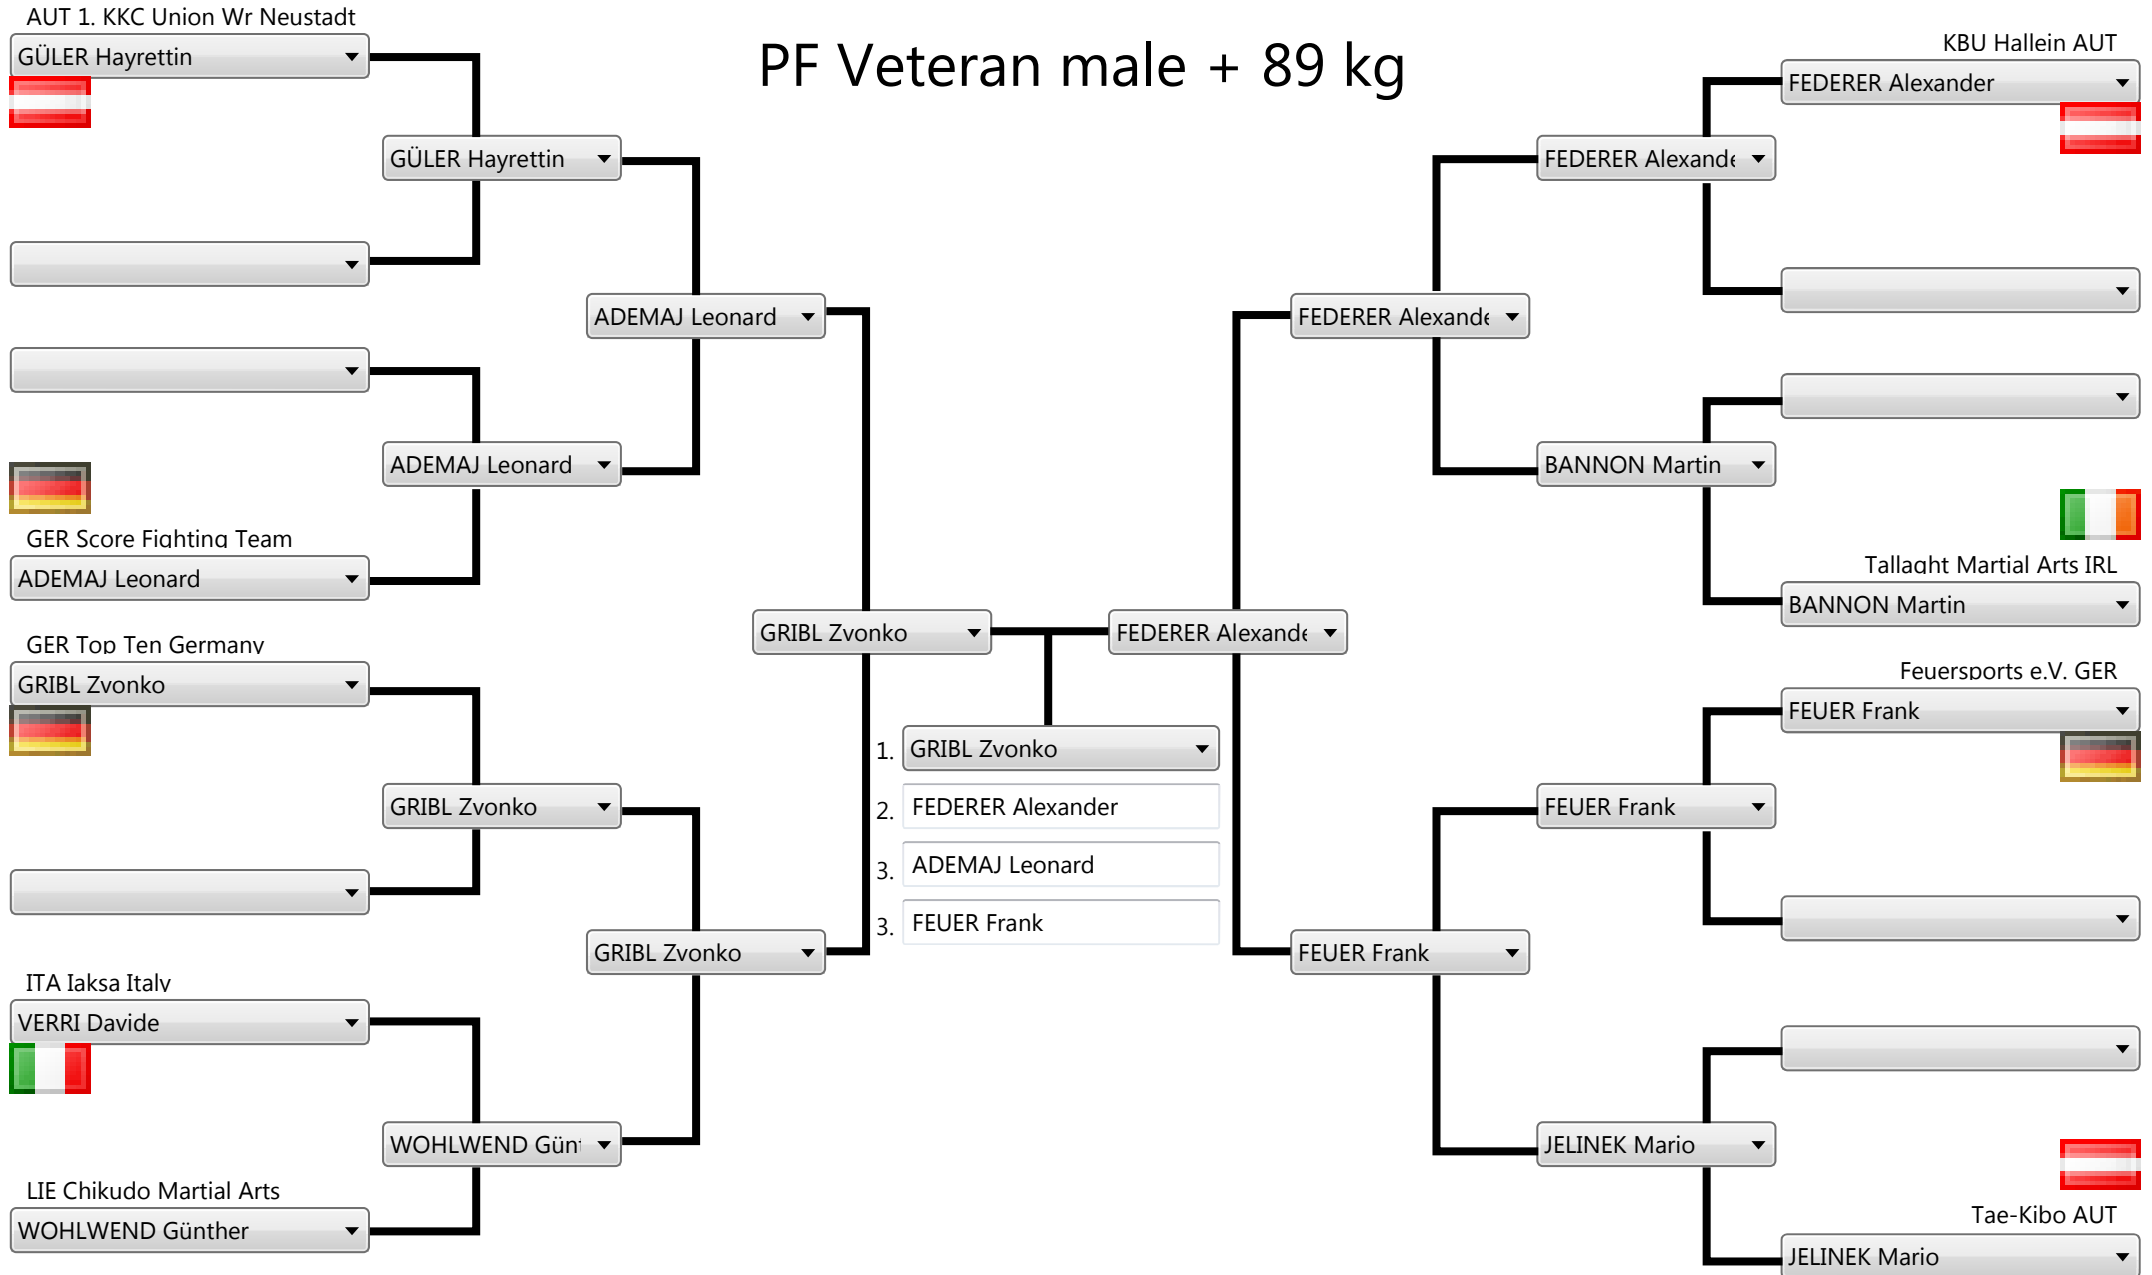 PF Veteran male + 89 kg
AUT 1. KKC Union Wr Neustadt
GÜLER Hayrettin
GÜLER Hayrettin
ADEMAJ Leonard
ADEMAJ Leonard
GER Score Fighting Team
ADEMAJ Leonard
GER Top Ten Germany
GRIBL Zvonko
GRIBL Zvonko
GRIBL Zvonko
ITA Iaksa Italy
VERRI Davide
WOHLWEND Günt
LIE Chikudo Martial Arts
WOHLWEND Günther
GRIBL Zvonko
FEDERER Alexande
1. GRIBL Zvonko
2. FEDERER Alexander
3. ADEMAJ Leonard
3. FEUER Frank
KBU Hallein AUT
FEDERER Alexander
FEDERER Alexande
FEDERER Alexande
BANNON Martin
Tallaght Martial Arts IRL
BANNON Martin
Feuersports e.V. GER
FEUER Frank
FEUER Frank
FEUER Frank
JELINEK Mario
Tae-Kibo AUT
JELINEK Mario